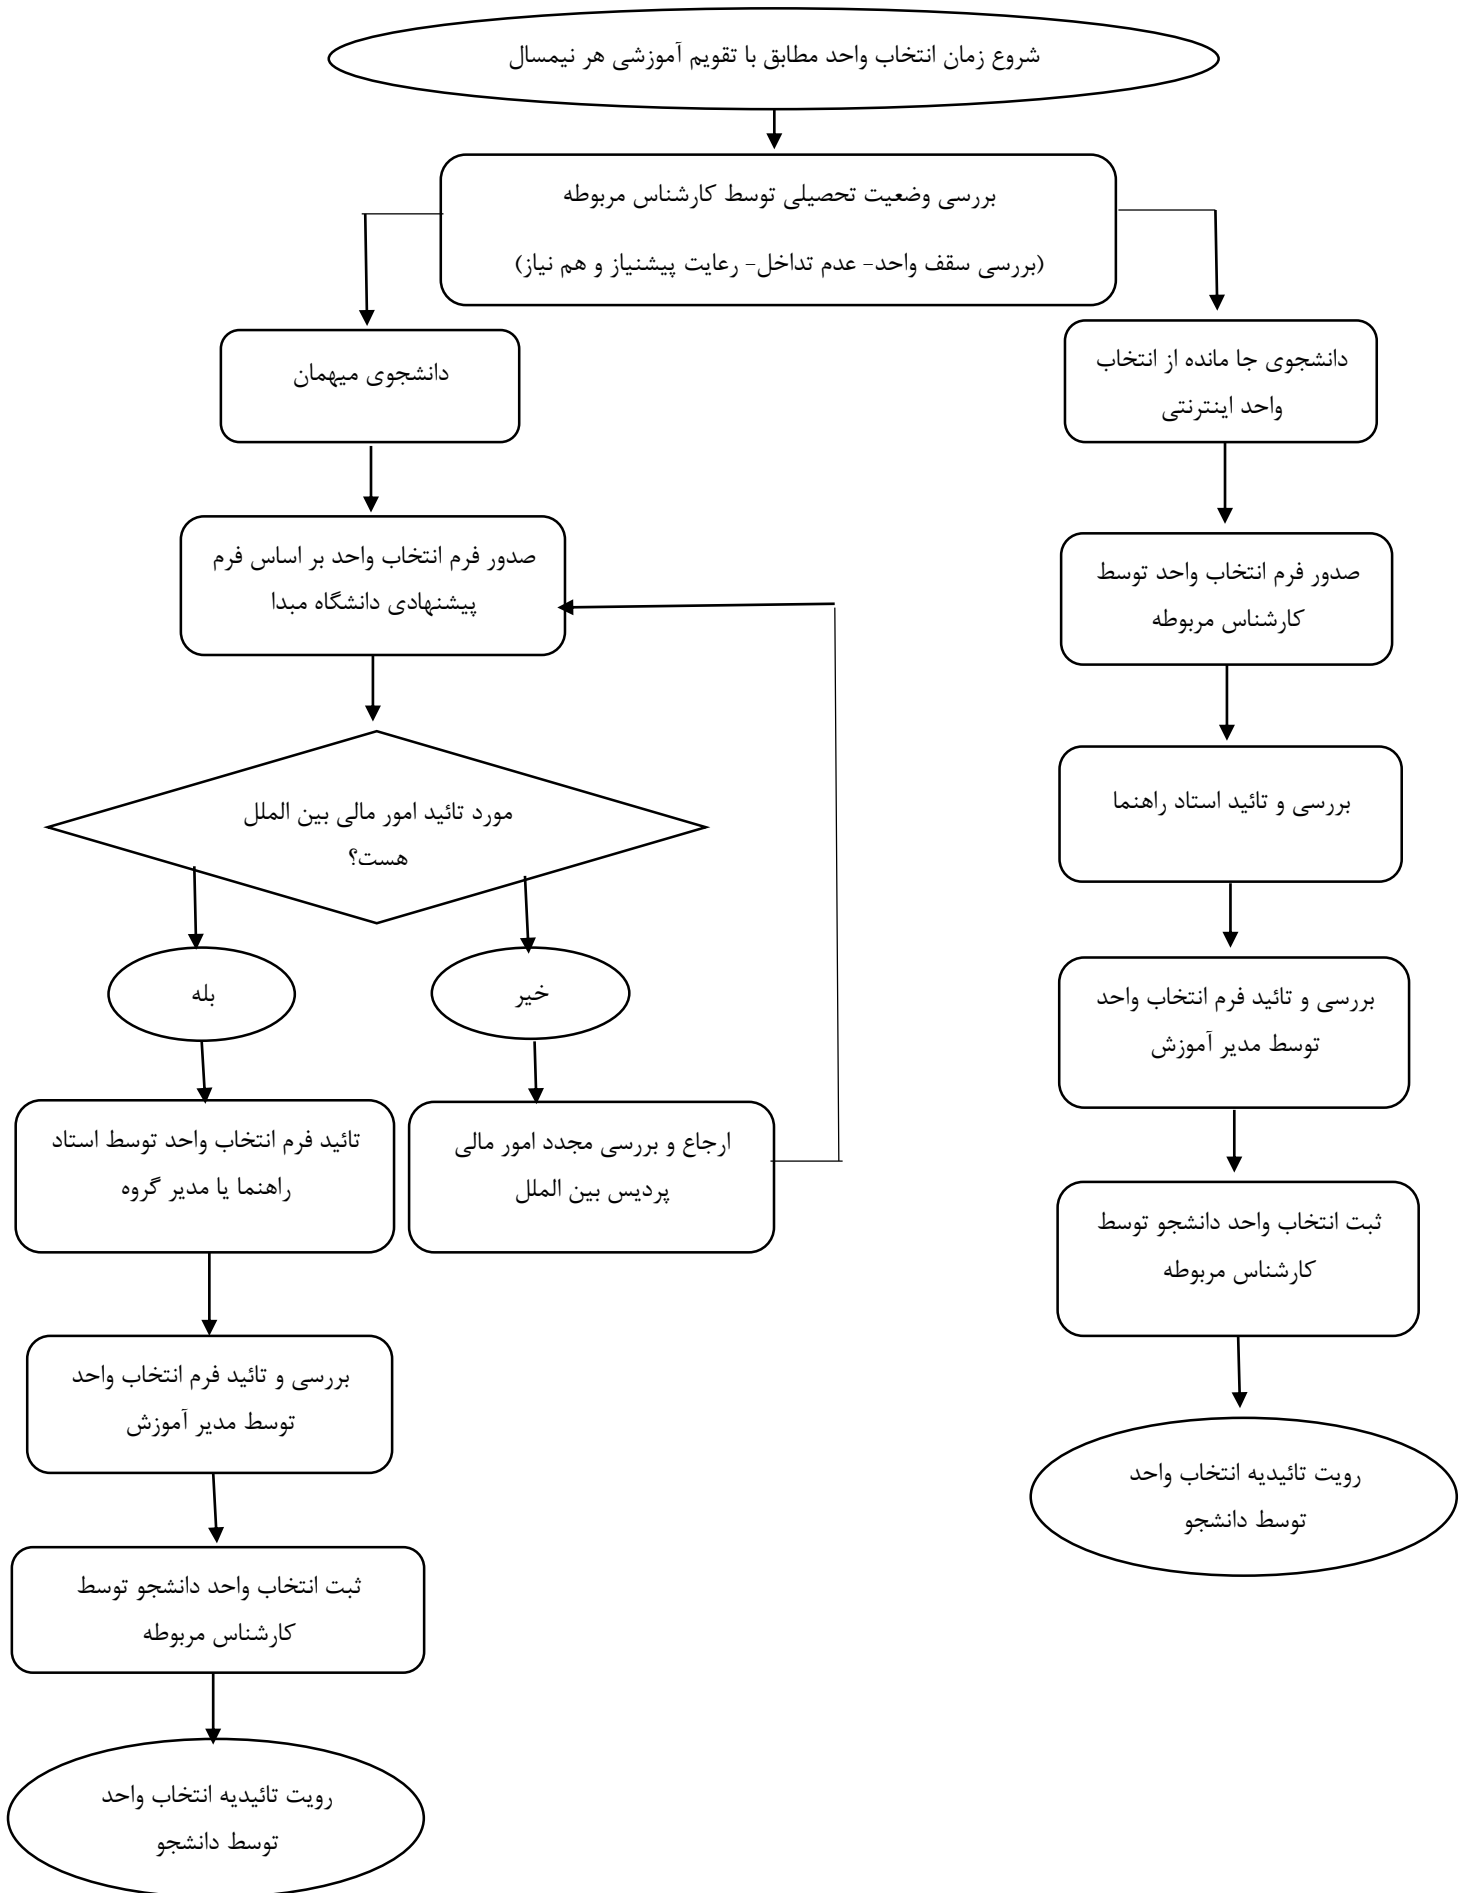 شروع زمان انتخاب واحد مطابق با تقویم آموزشی هر نیمسال
بررسی وضعیت تحصیلی توسط کارشناس مربوطه
(بررسی سقف واحد- عدم تداخل- رعایت پیشنیاز و هم نیاز)
دانشجوی جا مانده از انتخاب
واحد اینترنتی
صدور فرم انتخاب واحد توسط
کارشناس مربوطه
بررسی و تائید استاد راهنما
بررسی و تائید فرم انتخاب واحد
توسط مدیر آموزش
ثبت انتخاب واحد دانشجو توسط
کارشناس مربوطه
رویت تائیدیه انتخاب واحد
توسط دانشجو
دانشجوی میهمان
صدور فرم انتخاب واحد بر اساس فرم
پیشنهادی دانشگاه مبدا
مورد تائید امور مالی بین الملل
هست؟
خیر
بله
ارجاع و بررسی مجدد امور مالی
پردیس بین الملل
تائید فرم انتخاب واحد توسط استاد
راهنما یا مدیر گروه
بررسی و تائید فرم انتخاب واحد
توسط مدیر آموزش
ثبت انتخاب واحد دانشجو توسط
کارشناس مربوطه
رویت تائیدیه انتخاب واحد
توسط دانشجو